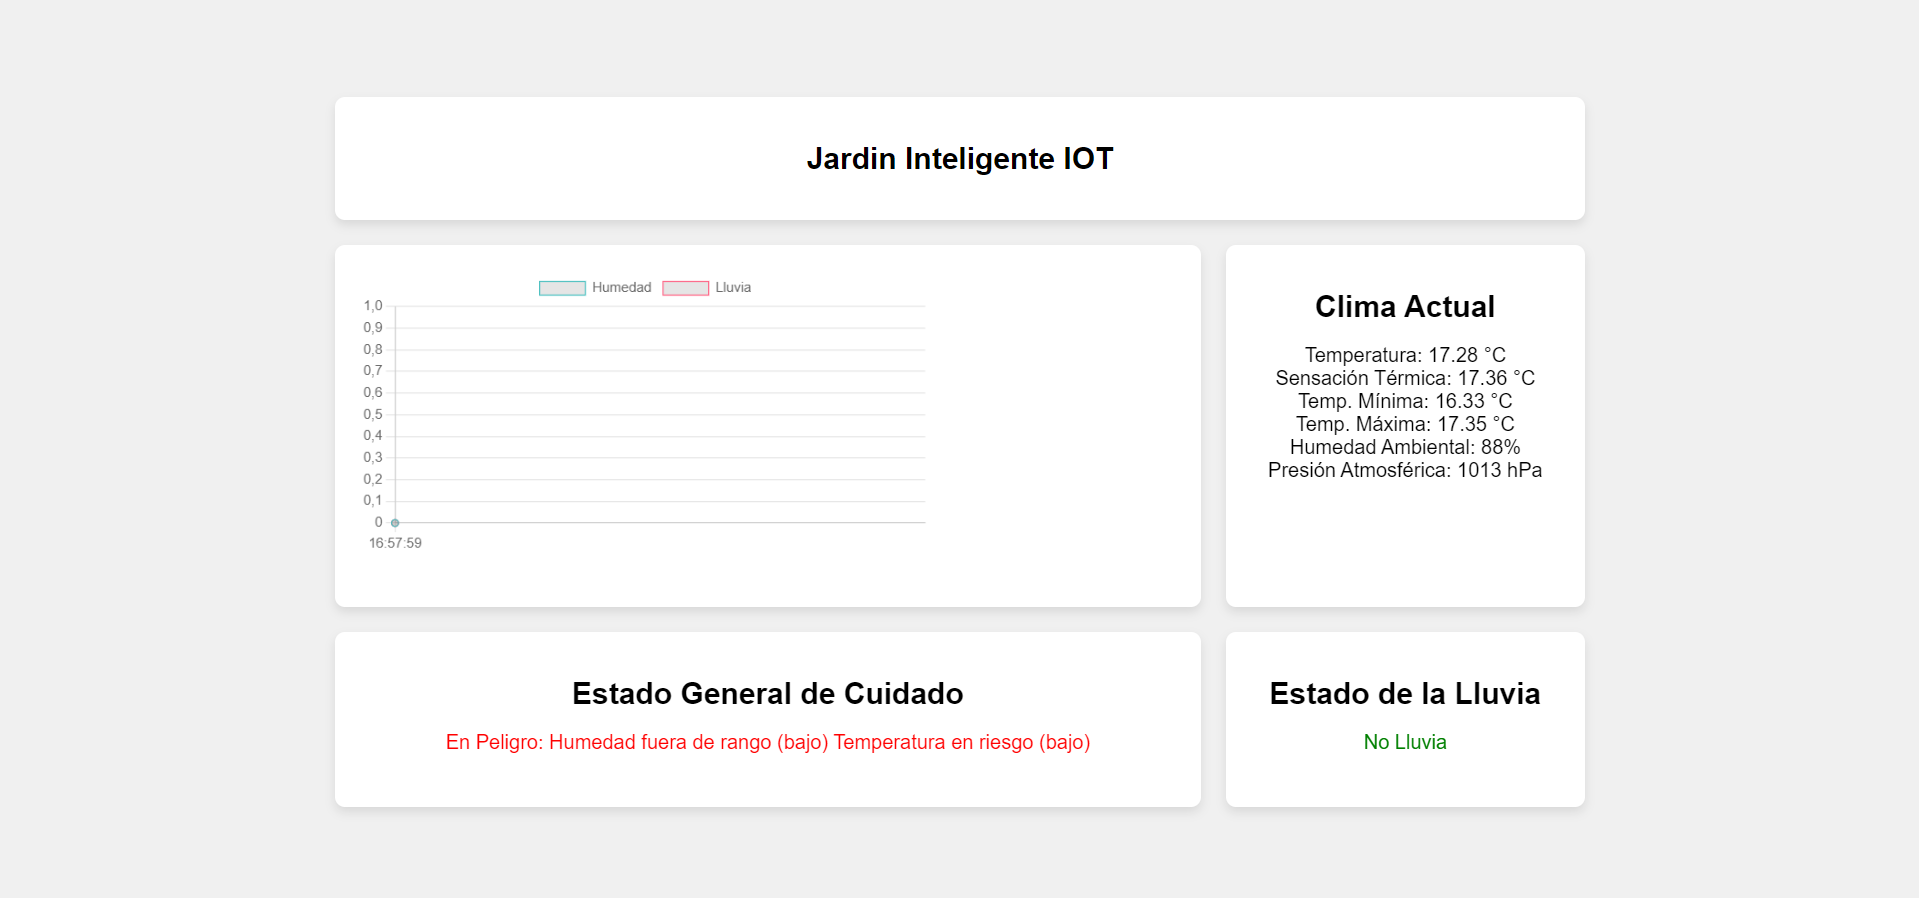 Jardin Inteligente IOT
Humedad Lluvia
1,0
0,9
0,8
0,7
0,6
0,5
0,4
0,3
0,2
0,1
0
16:57:59
Clima Actual
Temperatura: 17.28 °C
Sensación Térmica: 17.36 °C
Temp. Mínima: 16.33 °C
Temp. Máxima: 17.35 °C
Humedad Ambiental: 88%
Presión Atmosférica: 1013 hPa
Estado General de Cuidado
En Peligro: Humedad fuera de rango (bajo) Temperatura en riesgo (bajo)
Estado de la Lluvia
No Lluvia